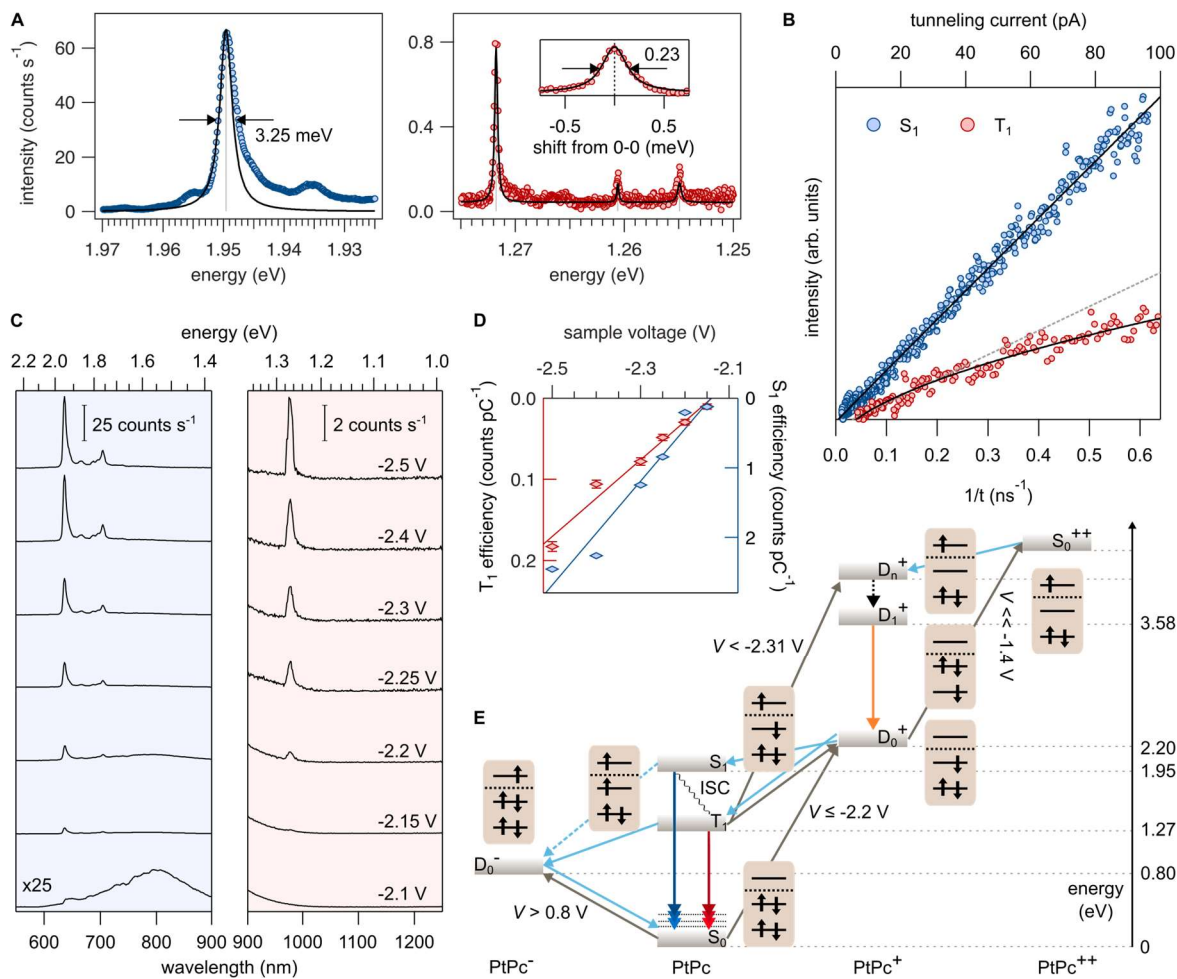 A
intensity (counts s⁻¹)
60
40
20
0
3.25 meV
1.97
1.96
1.95
1.94
1.93
energy (eV)
0.8
0.4
0.0
0.23
-0.5
0.5
shift from 0-0 (meV)
1.27
1.26
1.25
energy (eV)
B
tunneling current (pA)
0
20
40
60
80
100
S₁
T₁
intensity (arb. units)
0.0
0.1
0.2
0.3
0.4
0.5
0.6
1/t (ns⁻¹)
C
energy (eV)
2.2
2.0
1.8
1.6
1.4
1.3
1.2
1.1
1.0
25 counts s⁻¹
2 counts s⁻¹
-2.5 V
-2.4 V
-2.3 V
-2.25 V
-2.2 V
-2.15 V
-2.1 V
x25
600
700
800
900
900
1000
1100
1200
wavelength (nm)
wavelength (nm)
D
sample voltage (V)
-2.5
-2.3
-2.1
T₁ efficiency (counts pC⁻¹)
0.0
0.1
0.2
S₁ efficiency (counts pC⁻¹)
0
1
2
E
S₀⁺⁺
Dₙ⁺
D₁⁺
V < -2.31 V
V << -1.4 V
3.58
D₀⁺
2.20
S₁
1.95
ISC
V ≤ -2.2 V
T₁
1.27
D₀⁻
0.80
energy
(eV)
V > 0.8 V
S₀
0
PtPc⁻
PtPc
PtPc⁺
PtPc⁺⁺